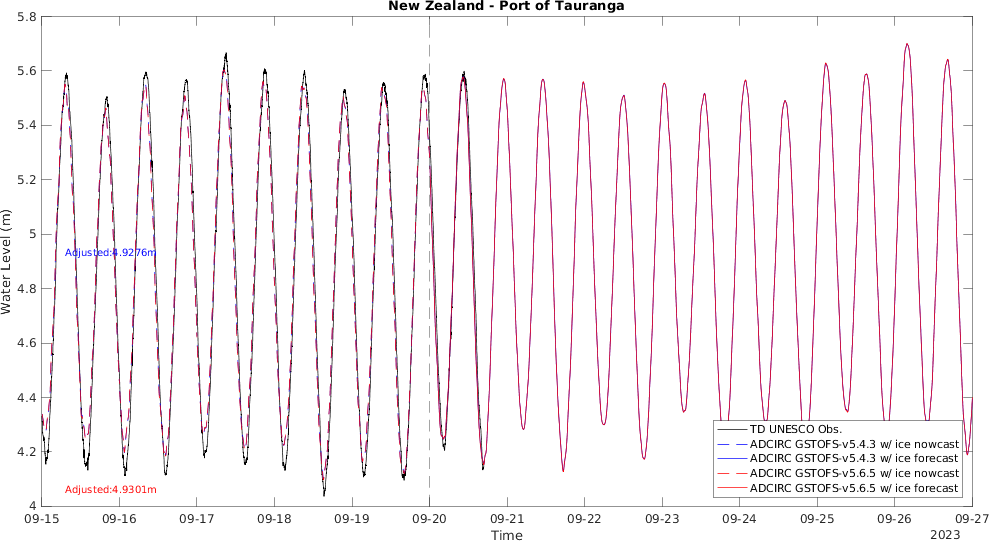 New Zealand - Port of Tauranga
5.8
5.6
5.4
5.2
5
4.8
4.6
4.4
4.2
4
Water Level (m)
Adjusted:4.9276m
Adjusted:4.9301m
TD UNESCO Obs.
ADCIRC GSTOFS-v5.4.3 w/ ice nowcast
ADCIRC GSTOFS-v5.4.3 w/ ice forecast
ADCIRC GSTOFS-v5.6.5 w/ ice nowcast
ADCIRC GSTOFS-v5.6.5 w/ ice forecast
09-15 09-16 09-17 09-18 09-19 09-20 09-21 09-22 09-23 09-24 09-25 09-26 09-27
Time
2023